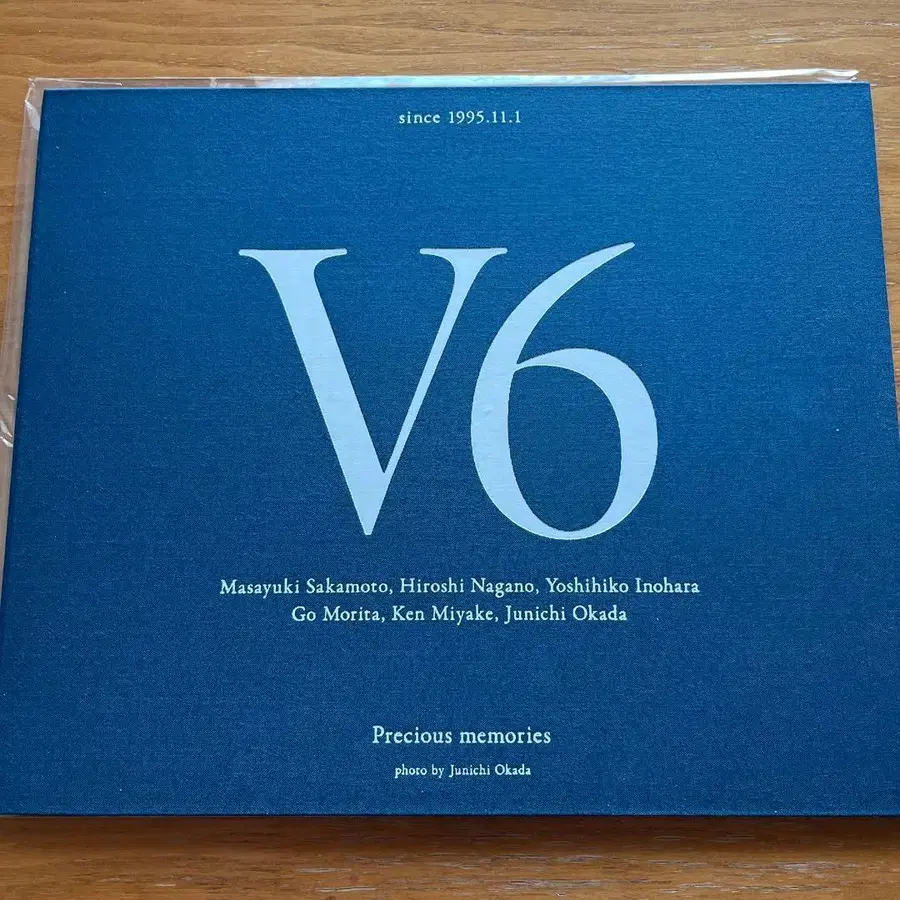 since 1995.11.1
V6
Masayuki Sakamoto, Hiroshi Nagano, Yoshihiko Inohara
Go Morita, Ken Miyake, Junichi Okada
Precious memories
photo by Junichi Okada